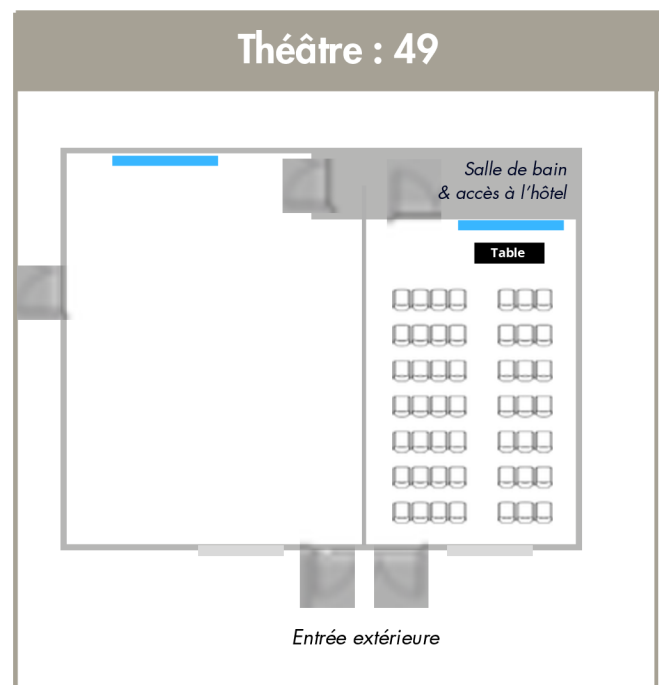 Théâtre : 49
Salle de bain
& accès à l'hôtel
Table
Entrée extérieure